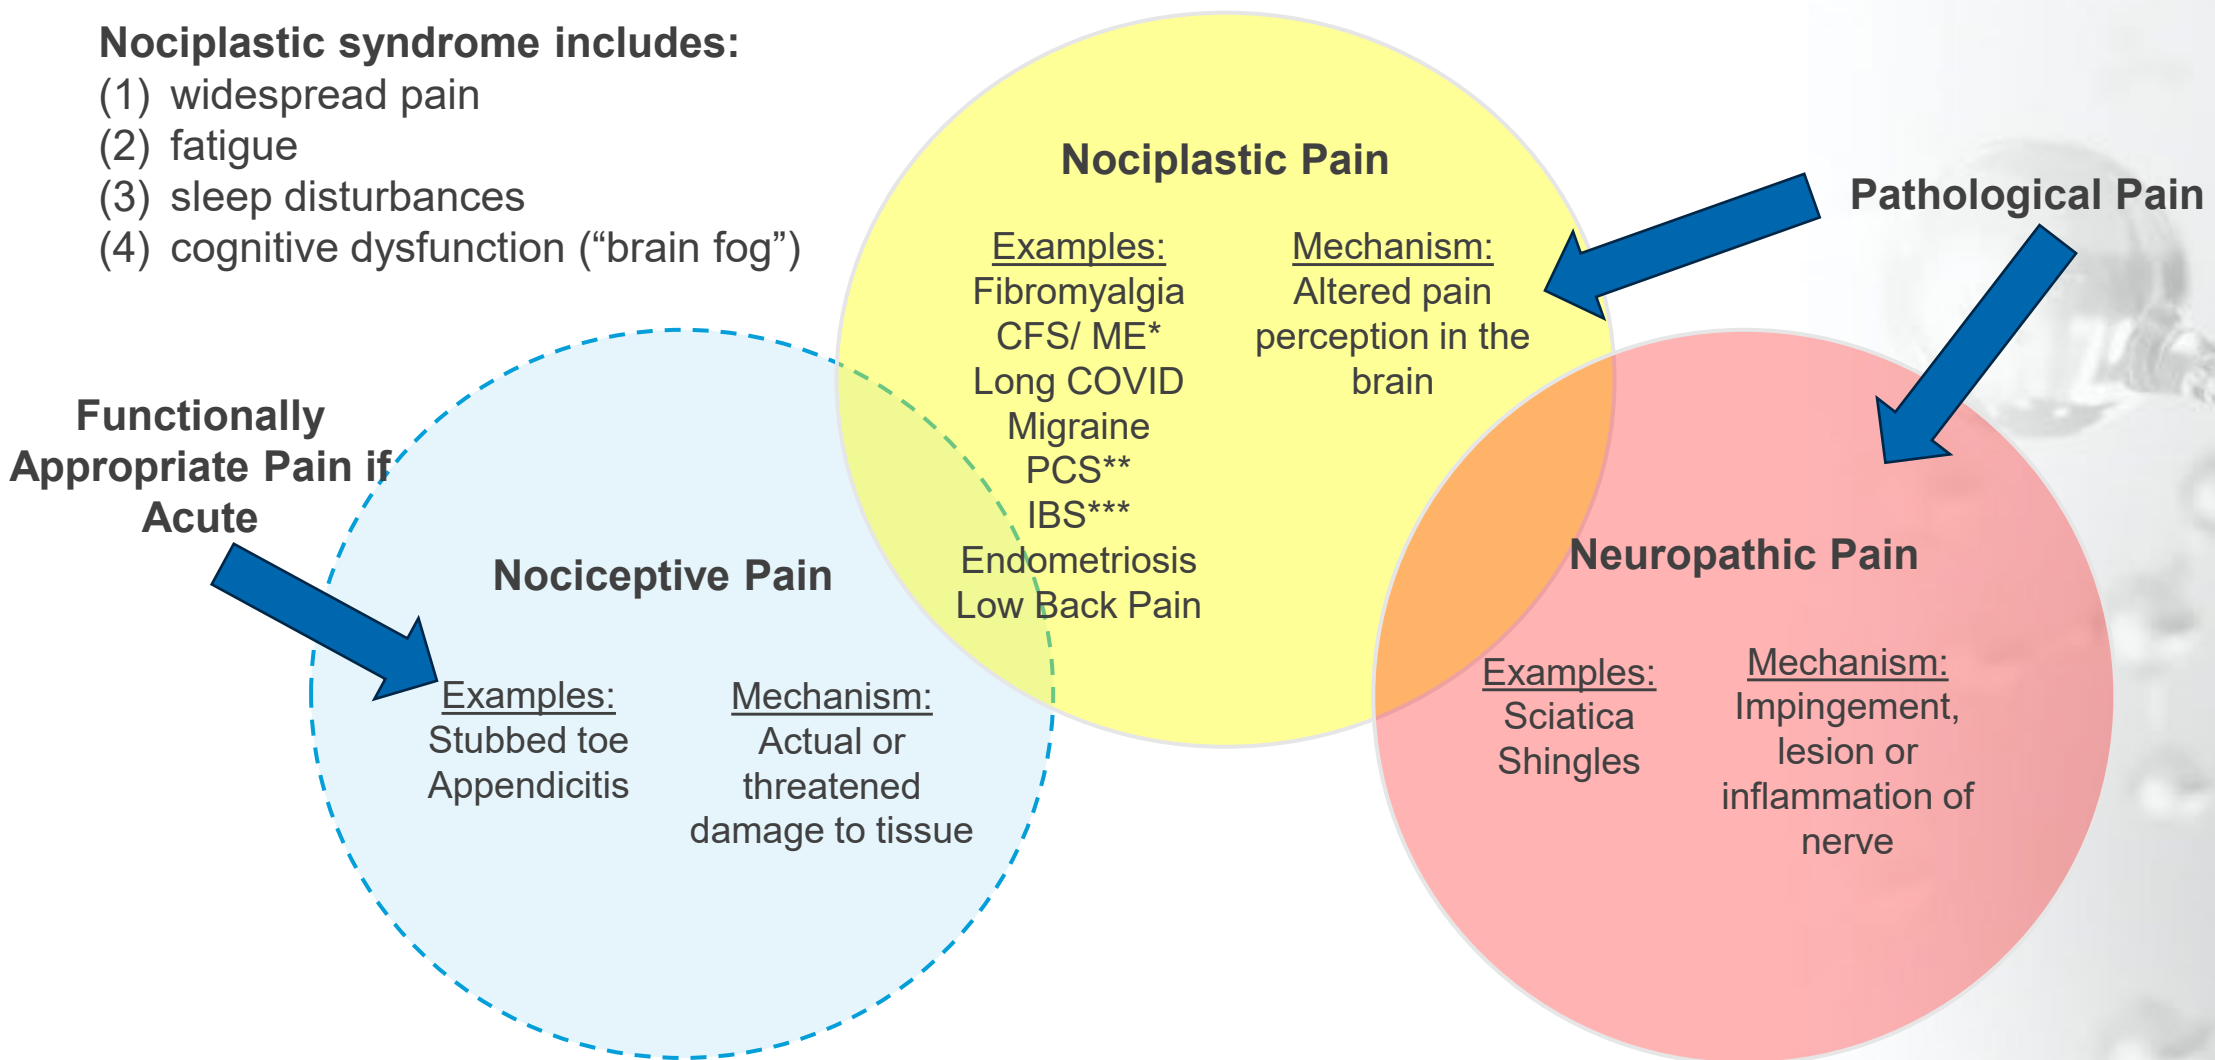 Nociplastic syndrome includes:
(1) widespread pain
(2) fatigue
(3) sleep disturbances
(4) cognitive dysfunction (“brain fog”)
Nociplastic Pain
Examples:
Fibromyalgia
CFS/ ME*
Long COVID
Migraine
PCS**
IBS***
Endometriosis
Low Back Pain
Mechanism:
Altered pain
perception in the
brain
Pathological Pain
Functionally
Appropriate Pain if
Acute
Nociceptive Pain
Examples:
Stubbed toe
Appendicitis
Mechanism:
Actual or
threatened
damage to tissue
Neuropathic Pain
Examples:
Sciatica
Shingles
Mechanism:
Impingement,
lesion or
inflammation of
nerve